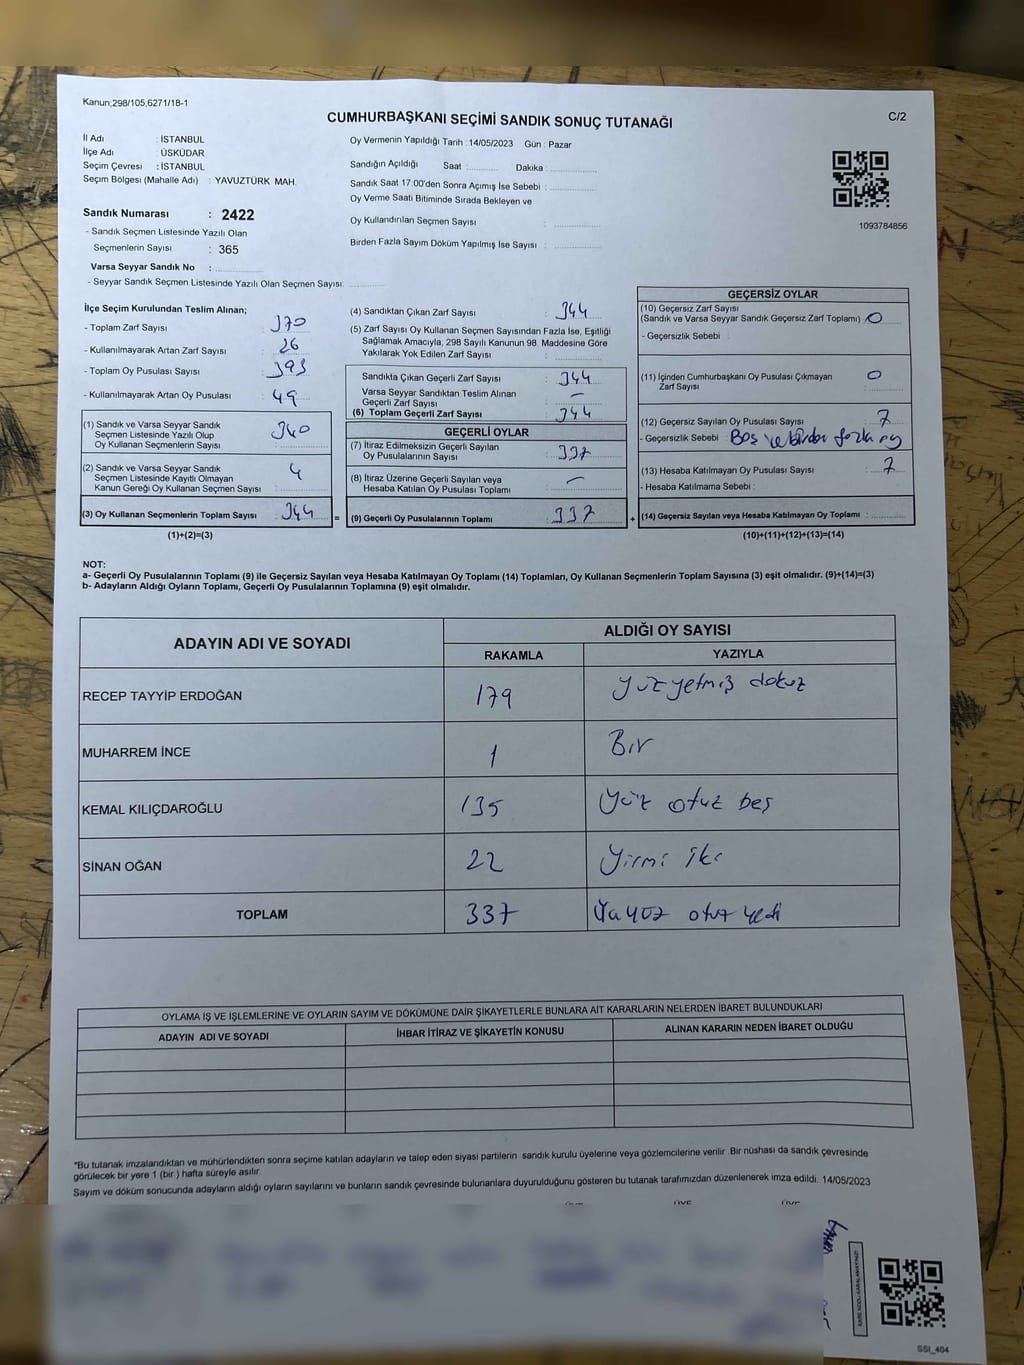 Kanun;298/105,6271/18-1
CUMHURBAŞKANI SEÇİMİ SANDIK SONUÇ TUTANAĞI
C/2
İl Adı : İSTANBUL
İlçe Adı : ÜSKÜDAR
Seçim Çevresi : İSTANBUL
Seçim Bölgesi (Mahalle Adı) : YAVUZTÜRK MAH.
Sandık Numarası : 2422
- Sandık Seçmen Listesinde Yazılı Olan
Seçmenlerin Sayısı : 365
Varsa Seyyar Sandık No :
- Seyyar Sandık Seçmen Listesinde Yazılı Olan Seçmen Sayısı:
Oy Vermenin Yapıldığı Tarih :14/05/2023 Gün : Pazar
Sandığın Açıldığı Saat : Dakika :
Sandık Saat 17:00'den Sonra Açımış İse Sebebi :
Oy Verme Saati Bitiminde Sırada Bekleyen ve
Oy Kullandırılan Seçmen Sayısı :
Birden Fazla Sayım Döküm Yapılmış İse Sayısı :
1093784856
İlçe Seçim Kurulundan Teslim Alınan;
- Toplam Zarf Sayısı : 370
- Kullanılmayarak Artan Zarf Sayısı : 26
- Toplam Oy Pusulası Sayısı : 393
- Kullanılmayarak Artan Oy Pusulası : 49
(1) Sandık ve Varsa Seyyar Sandık
Seçmen Listesinde Yazılı Olup
Oy Kullanan Seçmenlerin Sayısı : 340
(2) Sandık ve Varsa Seyyar Sandık
Seçmen Listesinde Kayıtlı Olmayan
Kanun Gereği Oy Kullanan Seçmen Sayısı : 4
(3) Oy Kullanan Seçmenlerin Toplam Sayısı : 344
(1)+(2)=(3)
=
(4) Sandıktan Çıkan Zarf Sayısı : 344
(5) Zarf Sayısı Oy Kullanan Seçmen Sayısından Fazla İse, Eşitliği
Sağlamak Amacıyla; 298 Sayılı Kanunun 98. Maddesine Göre
Yakılarak Yok Edilen Zarf Sayısı :
Sandıkta Çıkan Geçerli Zarf Sayısı : 344
Varsa Seyyar Sandıktan Teslim Alınan
Geçerli Zarf Sayısı : –
(6) Toplam Geçerli Zarf Sayısı : 344
GEÇERLİ OYLAR
(7) İtiraz Edilmeksizin Geçerli Sayılan
Oy Pusulalarının Sayısı : 337
(8) İtiraz Üzerine Geçerli Sayılan veya
Hesaba Katılan Oy Pusulası Toplamı : –
(9) Geçerli Oy Pusulalarının Toplamı : 337
+
GEÇERSİZ OYLAR
(10) Geçersiz Zarf Sayısı
(Sandık ve Varsa Seyyar Sandık Geçersiz Zarf Toplamı) : 0
- Geçersizlik Sebebi :
(11) İçinden Cumhurbaşkanı Oy Pusulası Çıkmayan
Zarf Sayısı : 0
(12) Geçersiz Sayılan Oy Pusulası Sayısı : 7
- Geçersizlik Sebebi : Boş ve birden fazla oy
(13) Hesaba Katılmayan Oy Pusulası Sayısı : 7
- Hesaba Katılmama Sebebi :
(14) Geçersiz Sayılan veya Hesaba Katılmayan Oy Toplamı :
(10)+(11)+(12)+(13)=(14)
NOT:
a- Geçerli Oy Pusulalarının Toplamı (9) ile Geçersiz Sayılan veya Hesaba Katılmayan Oy Toplamı (14) Toplamları, Oy Kullanan Seçmenlerin Toplam Sayısına (3) eşit olmalıdır. (9)+(14)=(3)
b- Adayların Aldığı Oyların Toplamı, Geçerli Oy Pusulalarının Toplamına (9) eşit olmalıdır.
ADAYIN ADI VE SOYADI
ALDIĞI OY SAYISI
RAKAMLA YAZIYLA
RECEP TAYYİP ERDOĞAN 179 Yüz yetmiş dokuz
MUHARREM İNCE 1 Bir
KEMAL KILIÇDAROĞLU 135 Yüz otuz beş
SİNAN OĞAN 22 Yirmi iki
TOPLAM 337 otuz yedi
OYLAMA İŞ VE İŞLEMLERİNE VE OYLARIN SAYIM VE DÖKÜMÜNE DAİR ŞİKAYETLERLE BUNLARA AİT KARARLARIN NELERDEN İBARET BULUNDUKLARI
ADAYIN ADI VE SOYADI İHBAR İTİRAZ VE ŞİKAYETİN KONUSU ALINAN KARARIN NEDEN İBARET OLDUĞU
*Bu tutanak imzalandıktan ve mühürlendikten sonra seçime katılan adayların ve talep eden siyasi partilerin sandık kurulu üyelerine veya gözlemcilerine verilir .Bir nüshası da sandık çevresinde
görülecek bir yere 1 (bir ) hafta süreyle asılır.
Sayım ve döküm sonucunda adayların aldığı oyların sayılarını ve bunların sandık çevresinde bulunanlara duyurulduğunu gösteren bu tutanak tarafımızdan düzenlenerek imza edildi. 14/05/2023
SSI_404